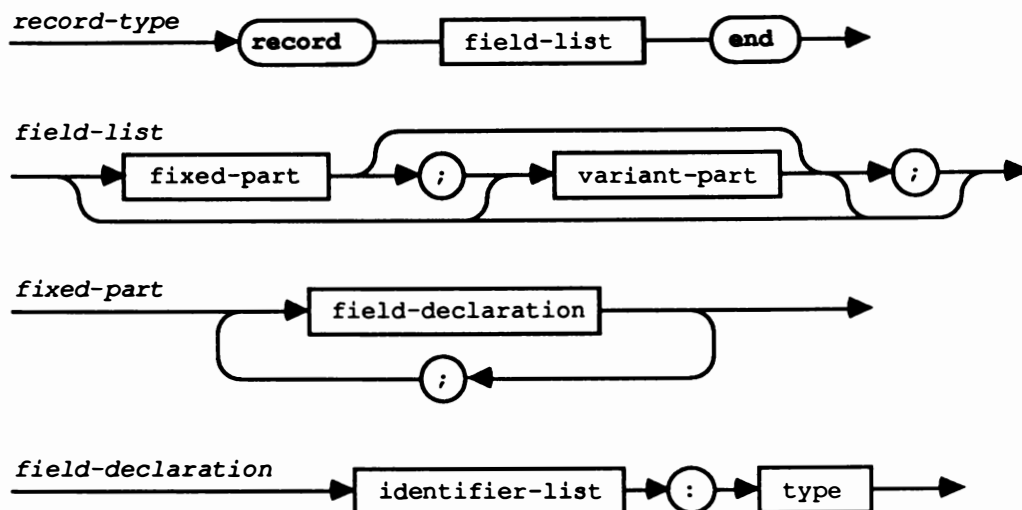 record-type
record field-list end
field-list
fixed-part ; variant-part ;
fixed-part
field-declaration
;
field-declaration
identifier-list : type